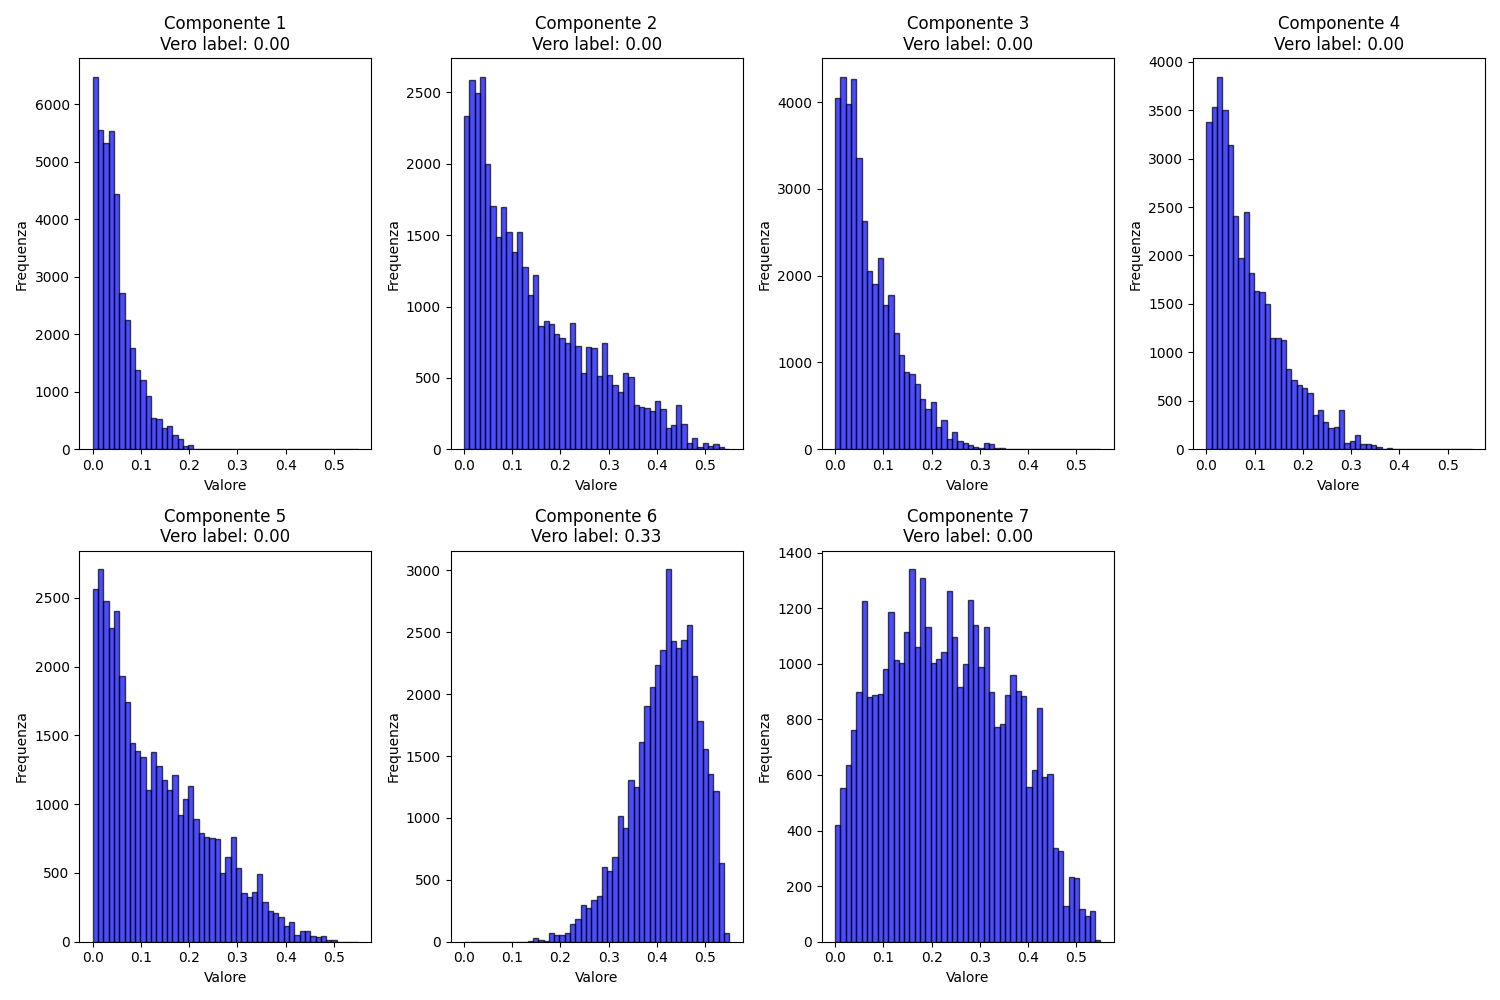 Componente 1
Vero label: 0.00
Frequenza
6000
5000
4000
3000
2000
1000
0
0.0 0.1 0.2 0.3 0.4 0.5
Valore
Componente 2
Vero label: 0.00
Frequenza
2500
2000
1500
1000
500
0
0.0 0.1 0.2 0.3 0.4 0.5
Valore
Componente 3
Vero label: 0.00
Frequenza
4000
3000
2000
1000
0
0.0 0.1 0.2 0.3 0.4 0.5
Valore
Componente 4
Vero label: 0.00
Frequenza
4000
3500
3000
2500
2000
1500
1000
500
0
0.0 0.1 0.2 0.3 0.4 0.5
Valore
Componente 5
Vero label: 0.00
Frequenza
2500
2000
1500
1000
500
0
0.0 0.1 0.2 0.3 0.4 0.5
Valore
Componente 6
Vero label: 0.33
Frequenza
3000
2500
2000
1500
1000
500
0
0.0 0.1 0.2 0.3 0.4 0.5
Valore
Componente 7
Vero label: 0.00
Frequenza
1400
1200
1000
800
600
400
200
0
0.0 0.1 0.2 0.3 0.4 0.5
Valore